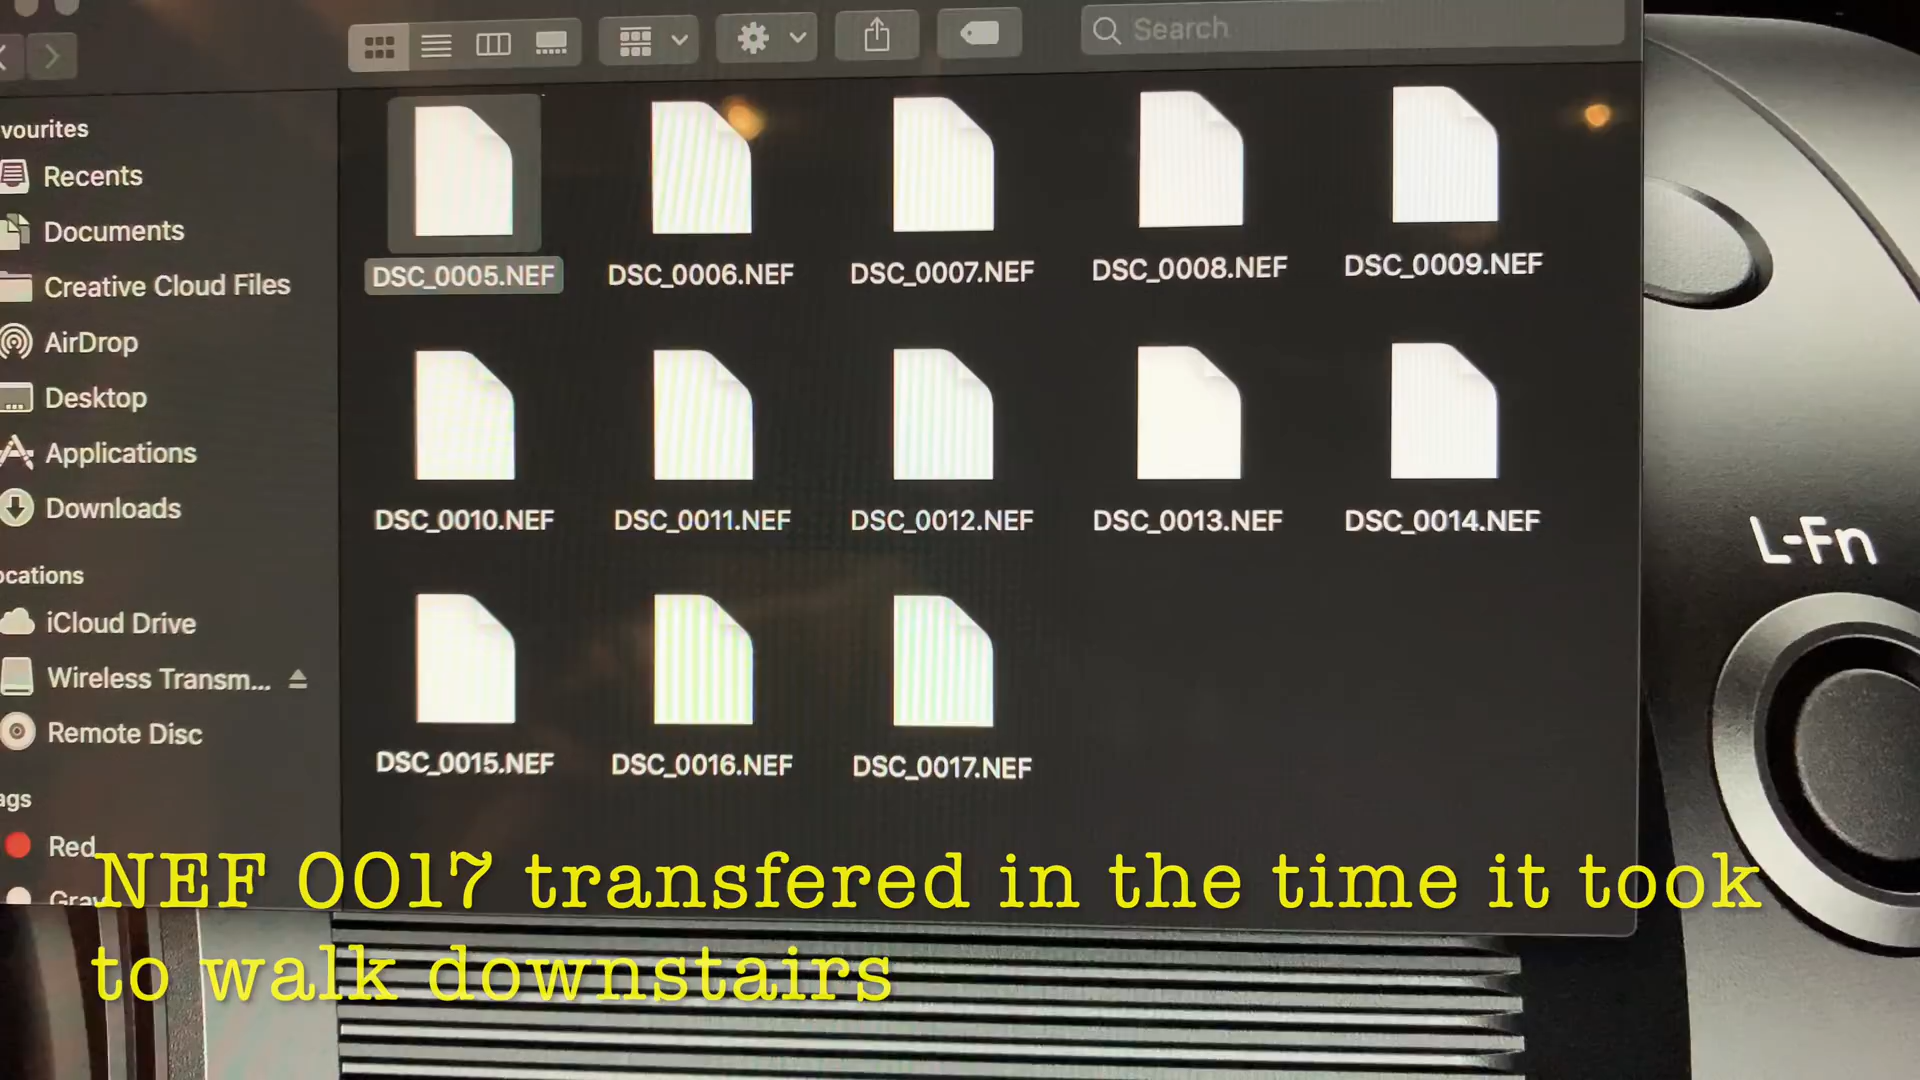 Search
vourites
Recents
Documents
Creative Cloud Files
AirDrop
Desktop
Applications
Downloads
ocations
iCloud Drive
Wireless Transm...
Remote Disc
ags
Red
Gray
DSC_0005.NEF DSC_0006.NEF DSC_0007.NEF DSC_0008.NEF DSC_0009.NEF
DSC_0010.NEF DSC_0011.NEF DSC_0012.NEF DSC_0013.NEF DSC_0014.NEF
DSC_0015.NEF DSC_0016.NEF DSC_0017.NEF
L-Fn
NEF 0017 transfered in the time it took
to walk downstairs